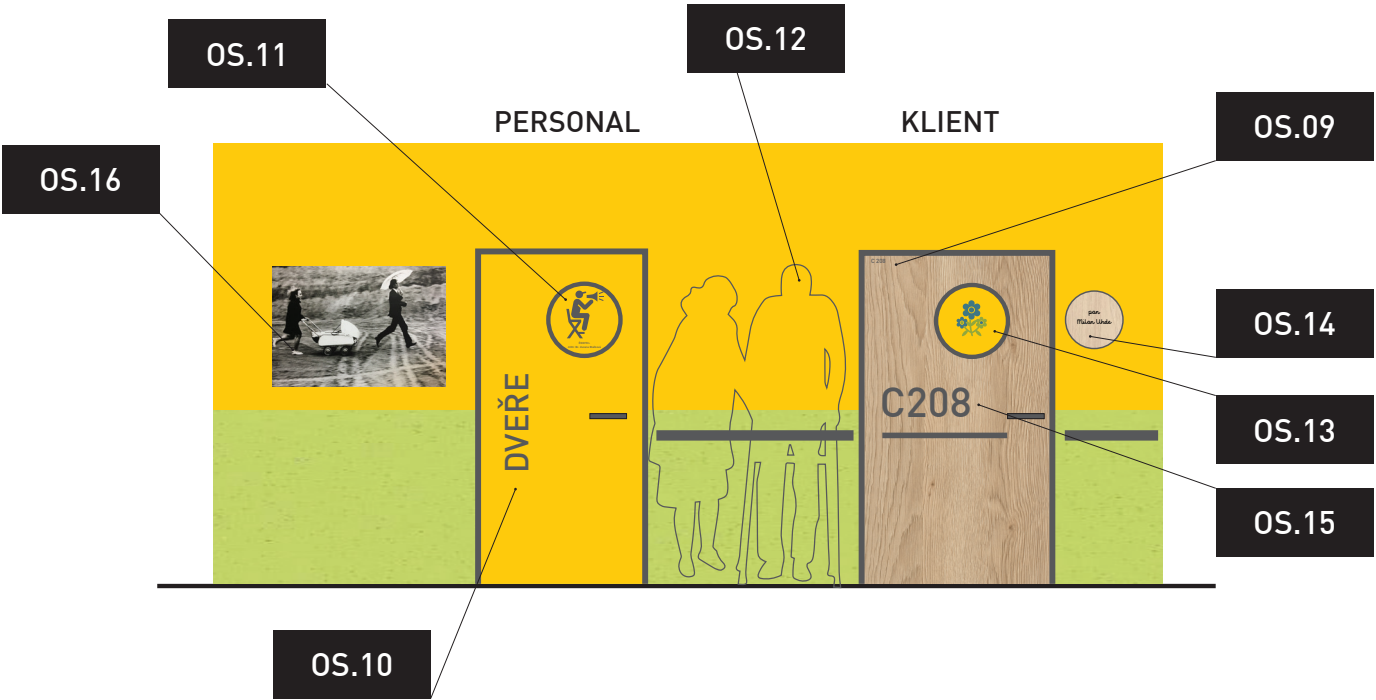 OS.12
OS.11
PERSONAL
KLIENT
OS.09
OS.16
C 208
pan
Milan Uhde
OS.14
DVEŘE
C208
OS.13
OS.15
OS.10